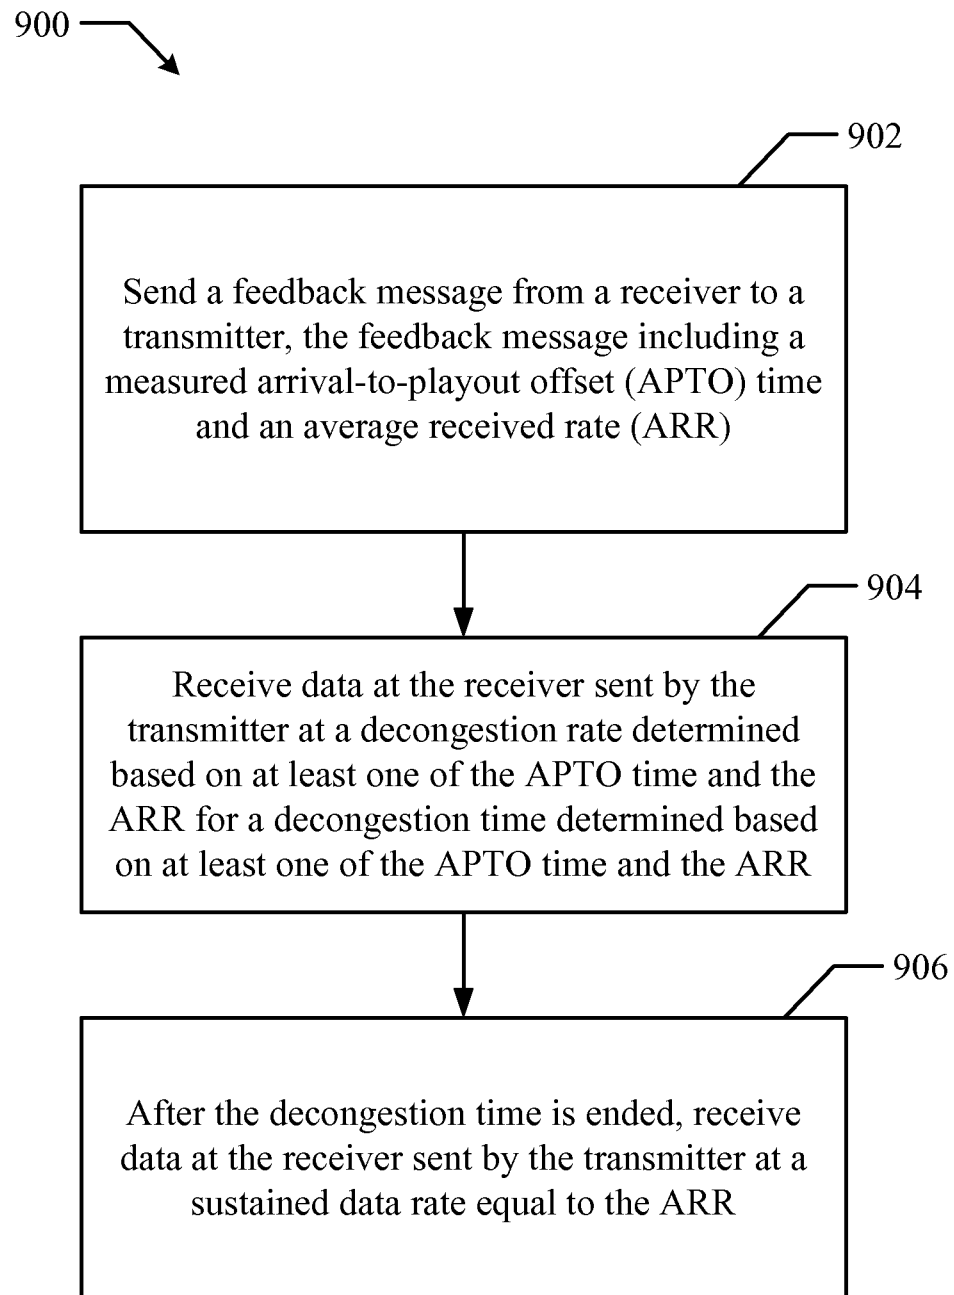 900
902
Send a feedback message from a receiver to a
transmitter, the feedback message including a
measured arrival-to-playout offset (APTO) time
and an average received rate (ARR)
904
Receive data at the receiver sent by the
transmitter at a decongestion rate determined
based on at least one of the APTO time and the
ARR for a decongestion time determined based
on at least one of the APTO time and the ARR
906
After the decongestion time is ended, receive
data at the receiver sent by the transmitter at a
sustained data rate equal to the ARR